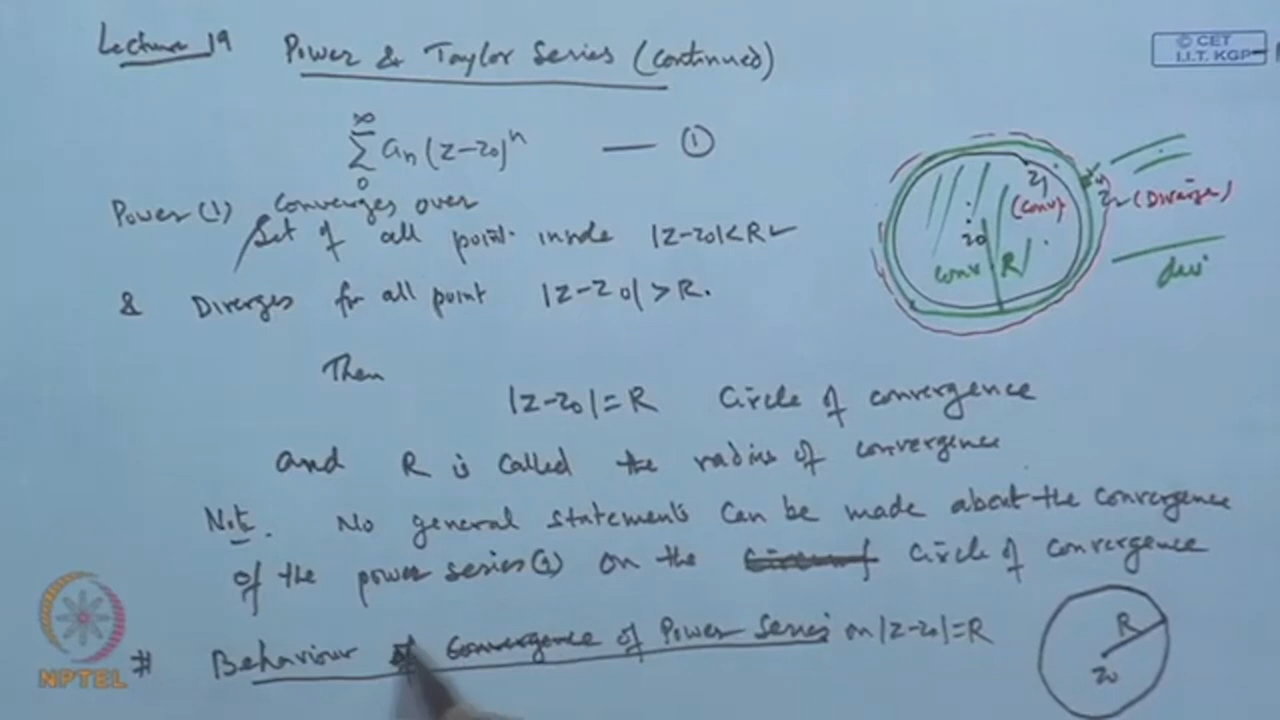 Lecture 19 Power & Taylor Series (continued)
© CET
I.I.T. KGP
∞
∑ aₙ (z-z₀)ⁿ — ①
0
Power (1) converges over
Set of all point inside |z-z₀|<R
& Diverges for all point |z-z₀|>R.
z₁
(conv)
z₂ (Diverge)
z₀
conv R
Then
|z-z₀|=R Circle of convergence
and R is called the radius of convergence
Note. No general statements can be made about the convergence
of the power series (1) on the Circle of convergence
# Behaviour of Convergence of Power Series on |z-z₀|=R
R
z₀
NPTEL